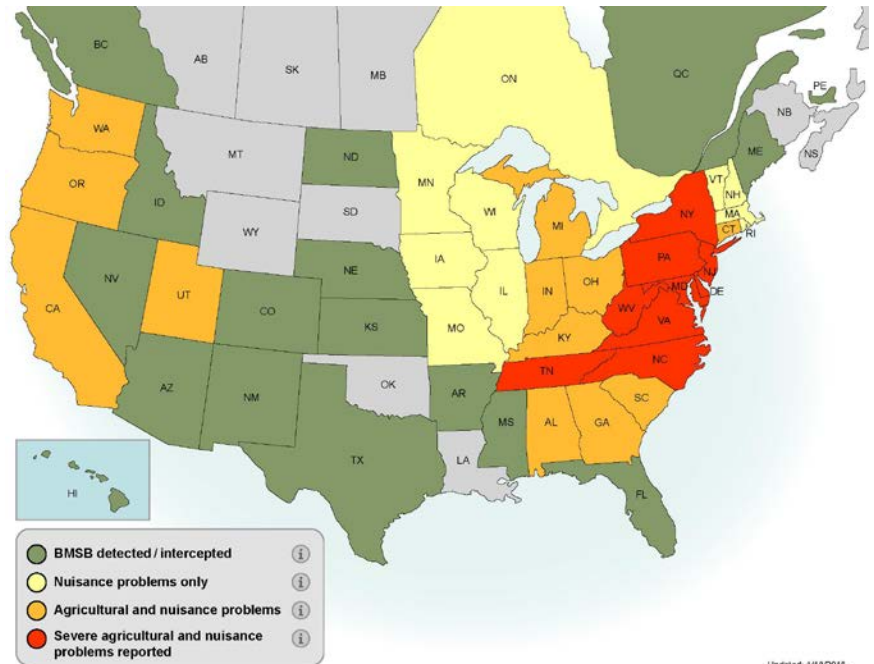 BC
AB
SK
MB
ON
QC
PE
NB
NS
WA
MT
ND
MN
ME
OR
ID
SD
WI
MI
VT
NH
NY
MA
CT
RI
WY
IA
NE
PA
NJ
NV
UT
CO
IL
IN
OH
MD
DE
CA
KS
MO
WV
VA
KY
AZ
NM
OK
AR
TN
NC
SC
MS
AL
GA
TX
LA
FL
HI
BMSB detected / intercepted i
Nuisance problems only i
Agricultural and nuisance problems i
Severe agricultural and nuisance i
problems reported